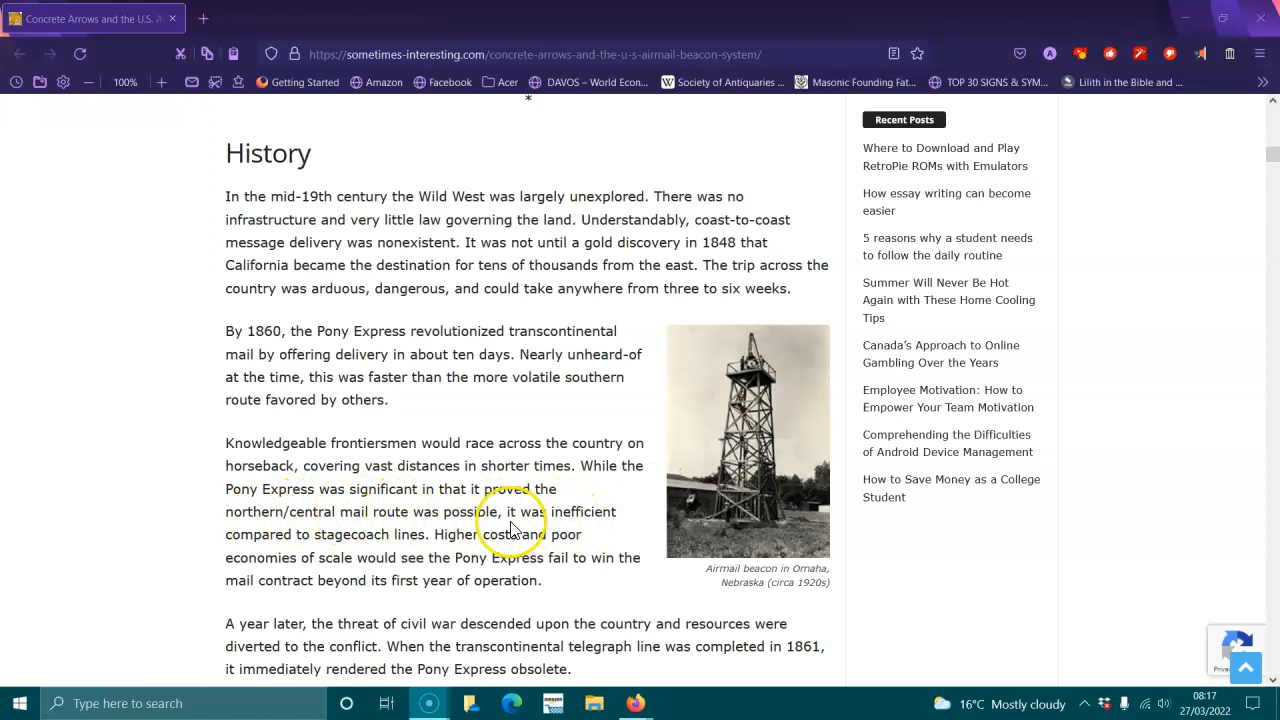 Concrete Arrows and the U.S. A
https://sometimes-interesting.com/concrete-arrows-and-the-u-s-airmail-beacon-system/
100%
Getting Started
Amazon
Facebook
Acer
DAVOS – World Econ...
Society of Antiquaries ...
Masonic Founding Fat...
TOP 30 SIGNS & SYM...
Lilith in the Bible and ...
*
History
In the mid-19th century the Wild West was largely unexplored. There was no
infrastructure and very little law governing the land. Understandably, coast-to-coast
message delivery was nonexistent. It was not until a gold discovery in 1848 that
California became the destination for tens of thousands from the east. The trip across the
country was arduous, dangerous, and could take anywhere from three to six weeks.
By 1860, the Pony Express revolutionized transcontinental
mail by offering delivery in about ten days. Nearly unheard-of
at the time, this was faster than the more volatile southern
route favored by others.
Knowledgeable frontiersmen would race across the country on
horseback, covering vast distances in shorter times. While the
Pony Express was significant in that it proved the
northern/central mail route was possible, it was inefficient
compared to stagecoach lines. Higher costs and poor
economies of scale would see the Pony Express fail to win the
mail contract beyond its first year of operation.
Airmail beacon in Omaha,
Nebraska (circa 1920s)
A year later, the threat of civil war descended upon the country and resources were
diverted to the conflict. When the transcontinental telegraph line was completed in 1861,
it immediately rendered the Pony Express obsolete.
Recent Posts
Where to Download and Play
RetroPie ROMs with Emulators
How essay writing can become
easier
5 reasons why a student needs
to follow the daily routine
Summer Will Never Be Hot
Again with These Home Cooling
Tips
Canada's Approach to Online
Gambling Over the Years
Employee Motivation: How to
Empower Your Team Motivation
Comprehending the Difficulties
of Android Device Management
How to Save Money as a College
Student
Type here to search
amazon
16°C Mostly cloudy
08:17
27/03/2022